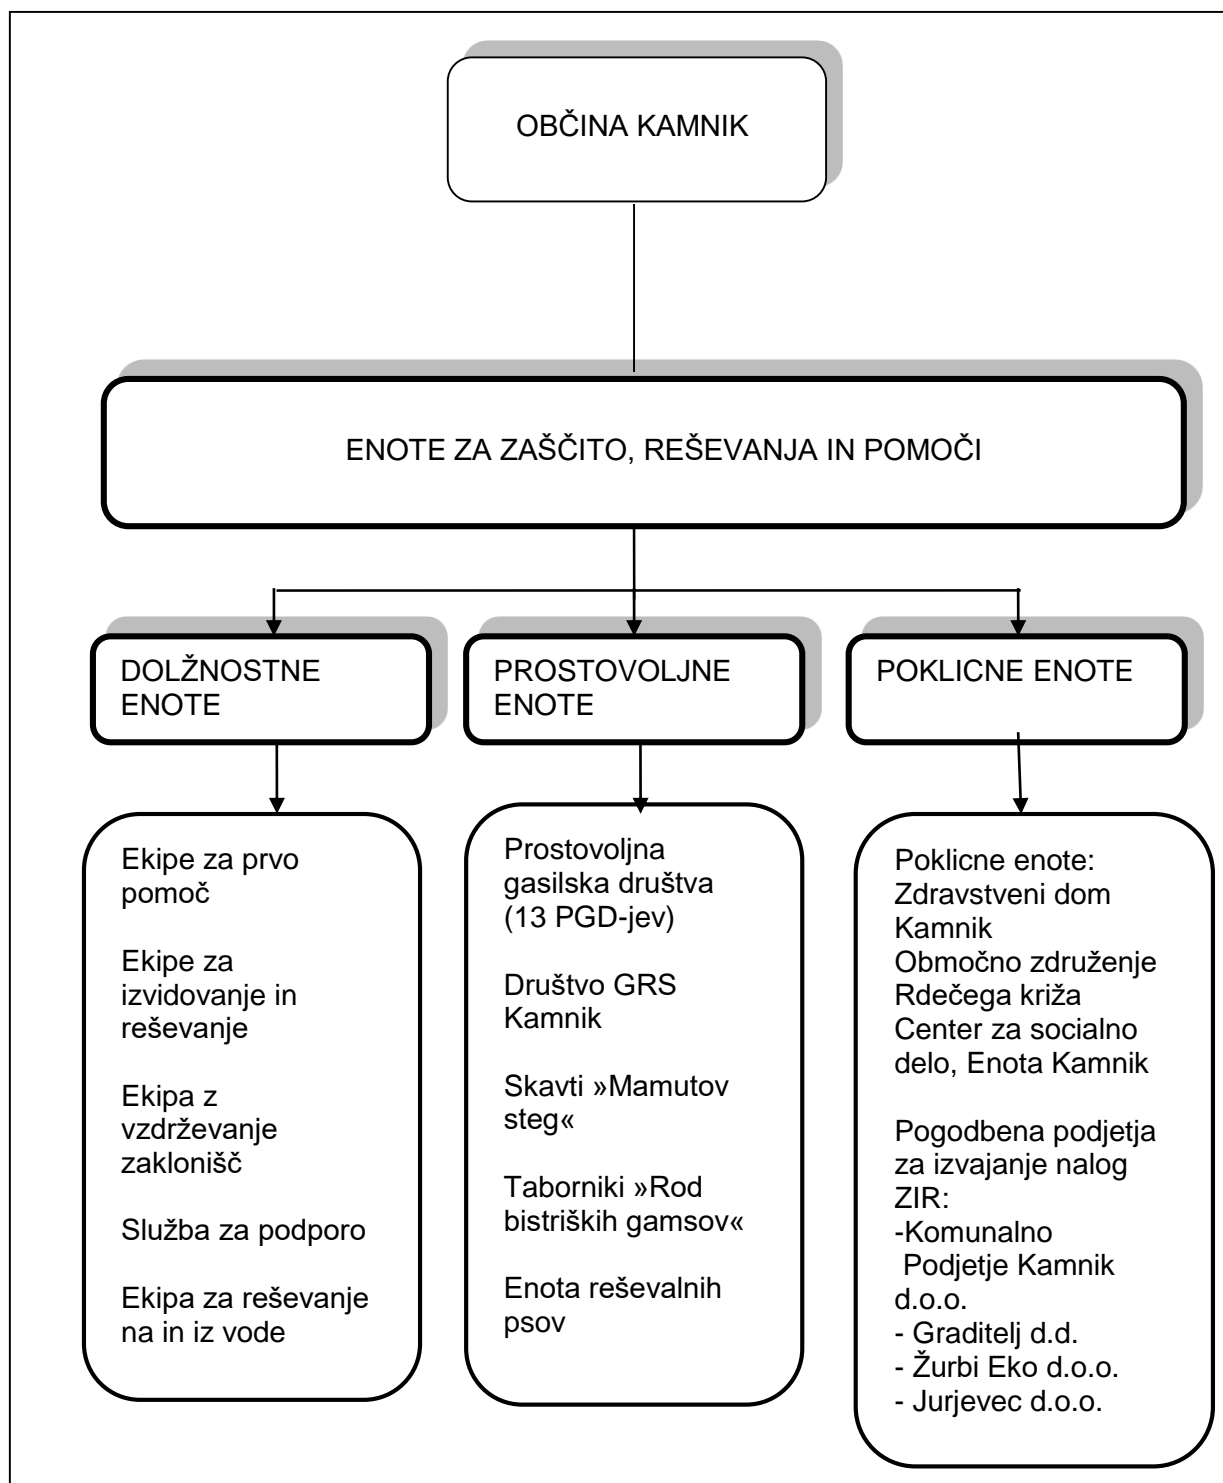 OBČINA KAMNIK
ENOTE ZA ZAŠČITO, REŠEVANJA IN POMOČI
DOLŽNOSTNE
ENOTE
PROSTOVOLJNE
ENOTE
POKLICNE ENOTE
Ekipe za prvo
pomoč
Ekipe za
izvidovanje in
reševanje
Ekipa z
vzdrževanje
zaklonišč
Služba za podporo
Ekipa za reševanje
na in iz vode
Prostovoljna
gasilska društva
(13 PGD-jev)
Društvo GRS
Kamnik
Skavti »Mamutov
steg«
Taborniki »Rod
bistriških gamsov«
Enota reševalnih
psov
Poklicne enote:
Zdravstveni dom
Kamnik
Območno združenje
Rdečega križa
Center za socialno
delo, Enota Kamnik
Pogodbena podjetja
za izvajanje nalog
ZIR:
-Komunalno
Podjetje Kamnik
d.o.o.
- Graditelj d.d.
- Žurbi Eko d.o.o.
- Jurjevec d.o.o.